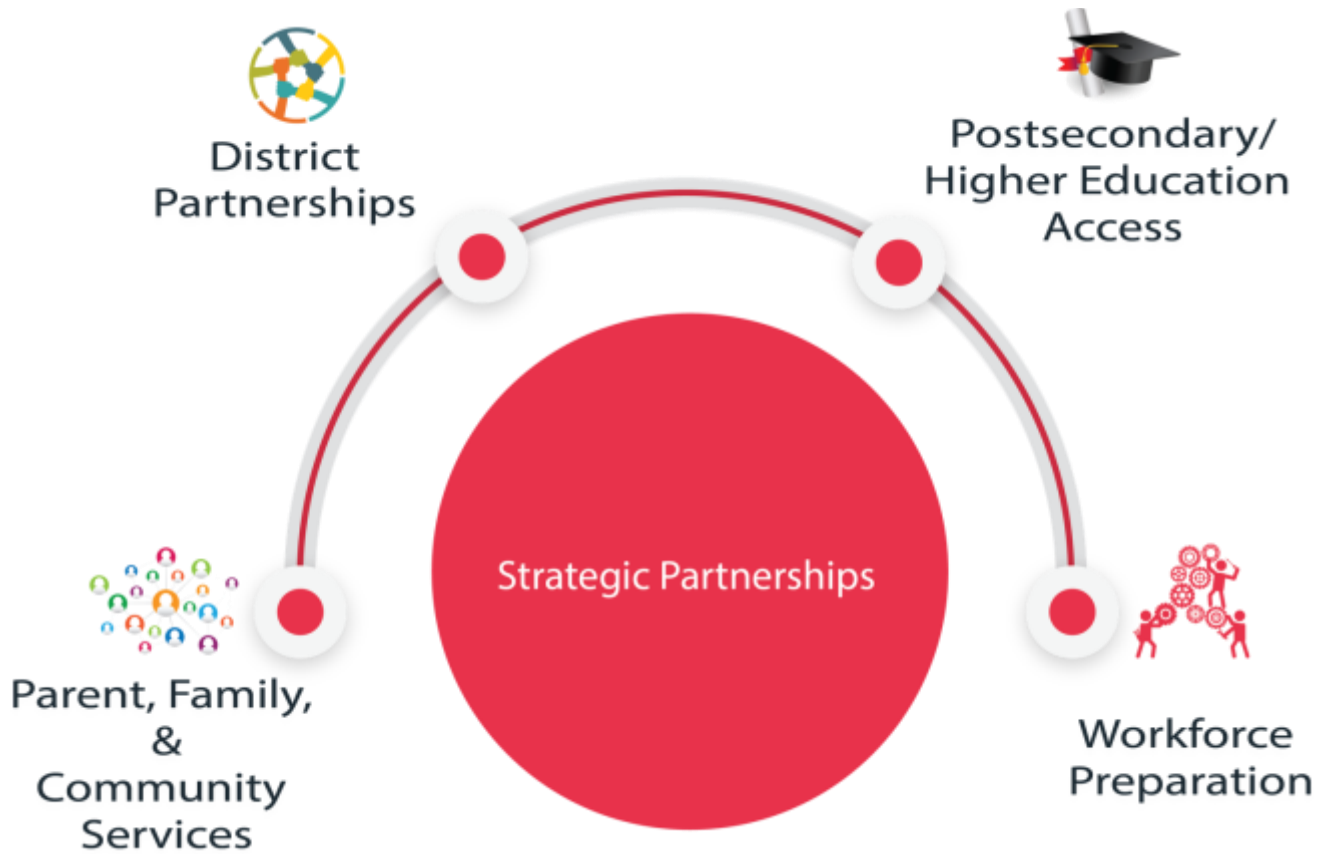 District
Partnerships
Postsecondary/
Higher Education
Access
Strategic Partnerships
Parent, Family,
&
Community
Services
Workforce
Preparation